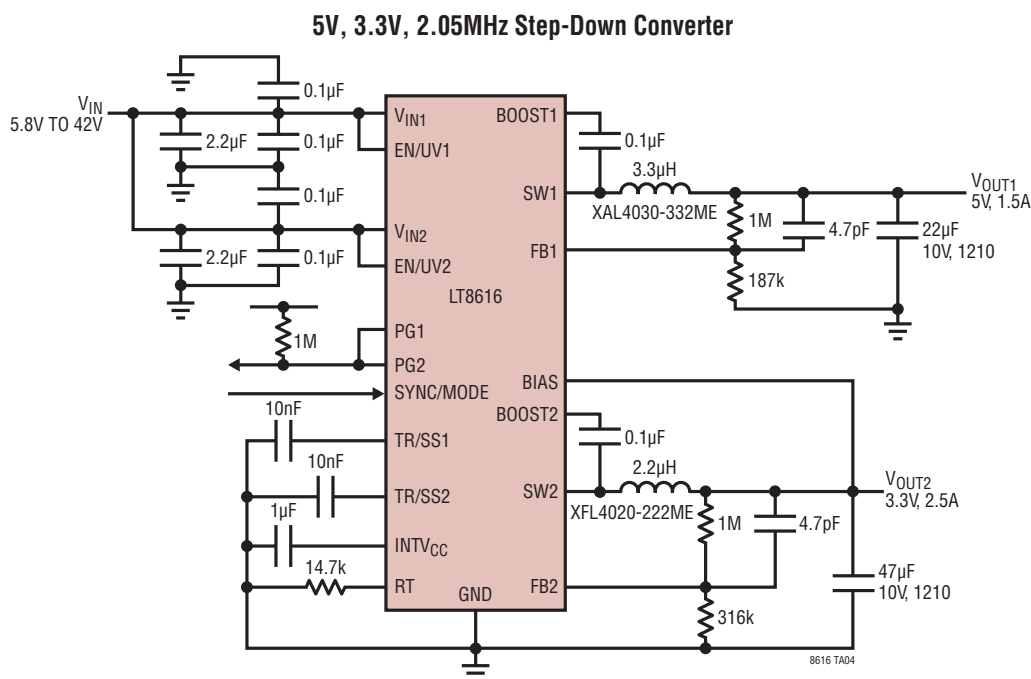 5V, 3.3V, 2.05MHz Step-Down Converter
VIN
5.8V TO 42V
0.1µF
2.2µF
0.1µF
0.1µF
2.2µF
0.1µF
1M
10nF
10nF
1µF
14.7k
VIN1
EN/UV1
VIN2
EN/UV2
LT8616
PG1
PG2
SYNC/MODE
TR/SS1
TR/SS2
INTVCC
RT
GND
BOOST1
SW1
FB1
BIAS
BOOST2
SW2
FB2
0.1µF
3.3µH
XAL4030-332ME
1M
187k
4.7pF
22µF
10V, 1210
VOUT1
5V, 1.5A
0.1µF
2.2µH
XFL4020-222ME
1M
316k
4.7pF
VOUT2
3.3V, 2.5A
47µF
10V, 1210
8616 TA04